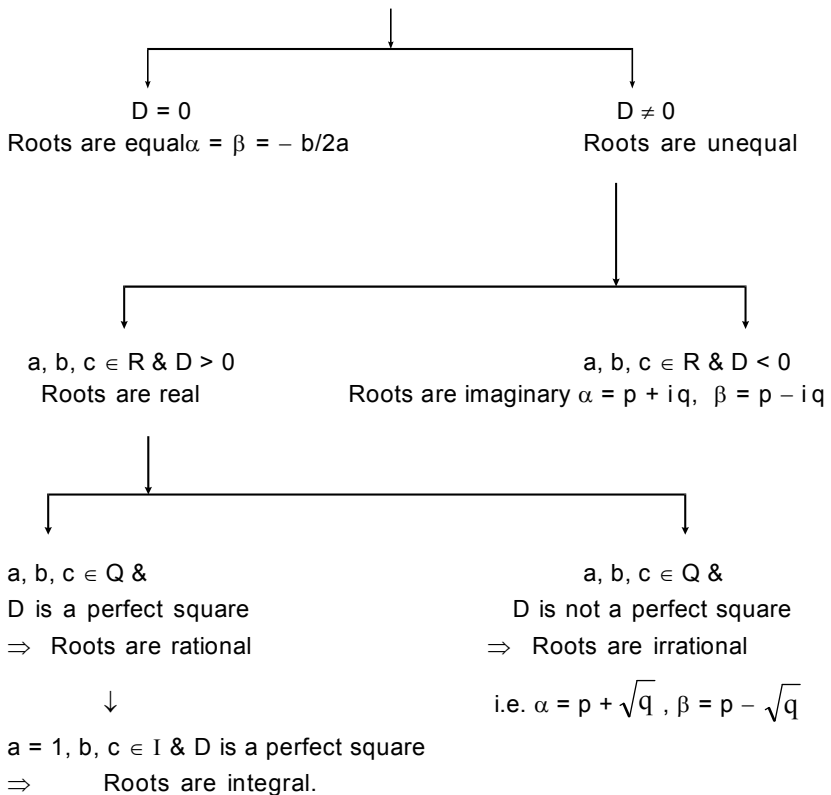 D = 0
D ≠ 0
Roots are equalα = β = – b/2a
Roots are unequal
a, b, c ∈ R & D > 0
a, b, c ∈ R & D < 0
Roots are real
Roots are imaginary α = p + i q, β = p – i q
a, b, c ∈ Q &
D is a perfect square
⇒ Roots are rational
↓
a = 1, b, c ∈ I & D is a perfect square
⇒ Roots are integral.
a, b, c ∈ Q &
D is not a perfect square
⇒ Roots are irrational
i.e. α = p + √q , β = p – √q